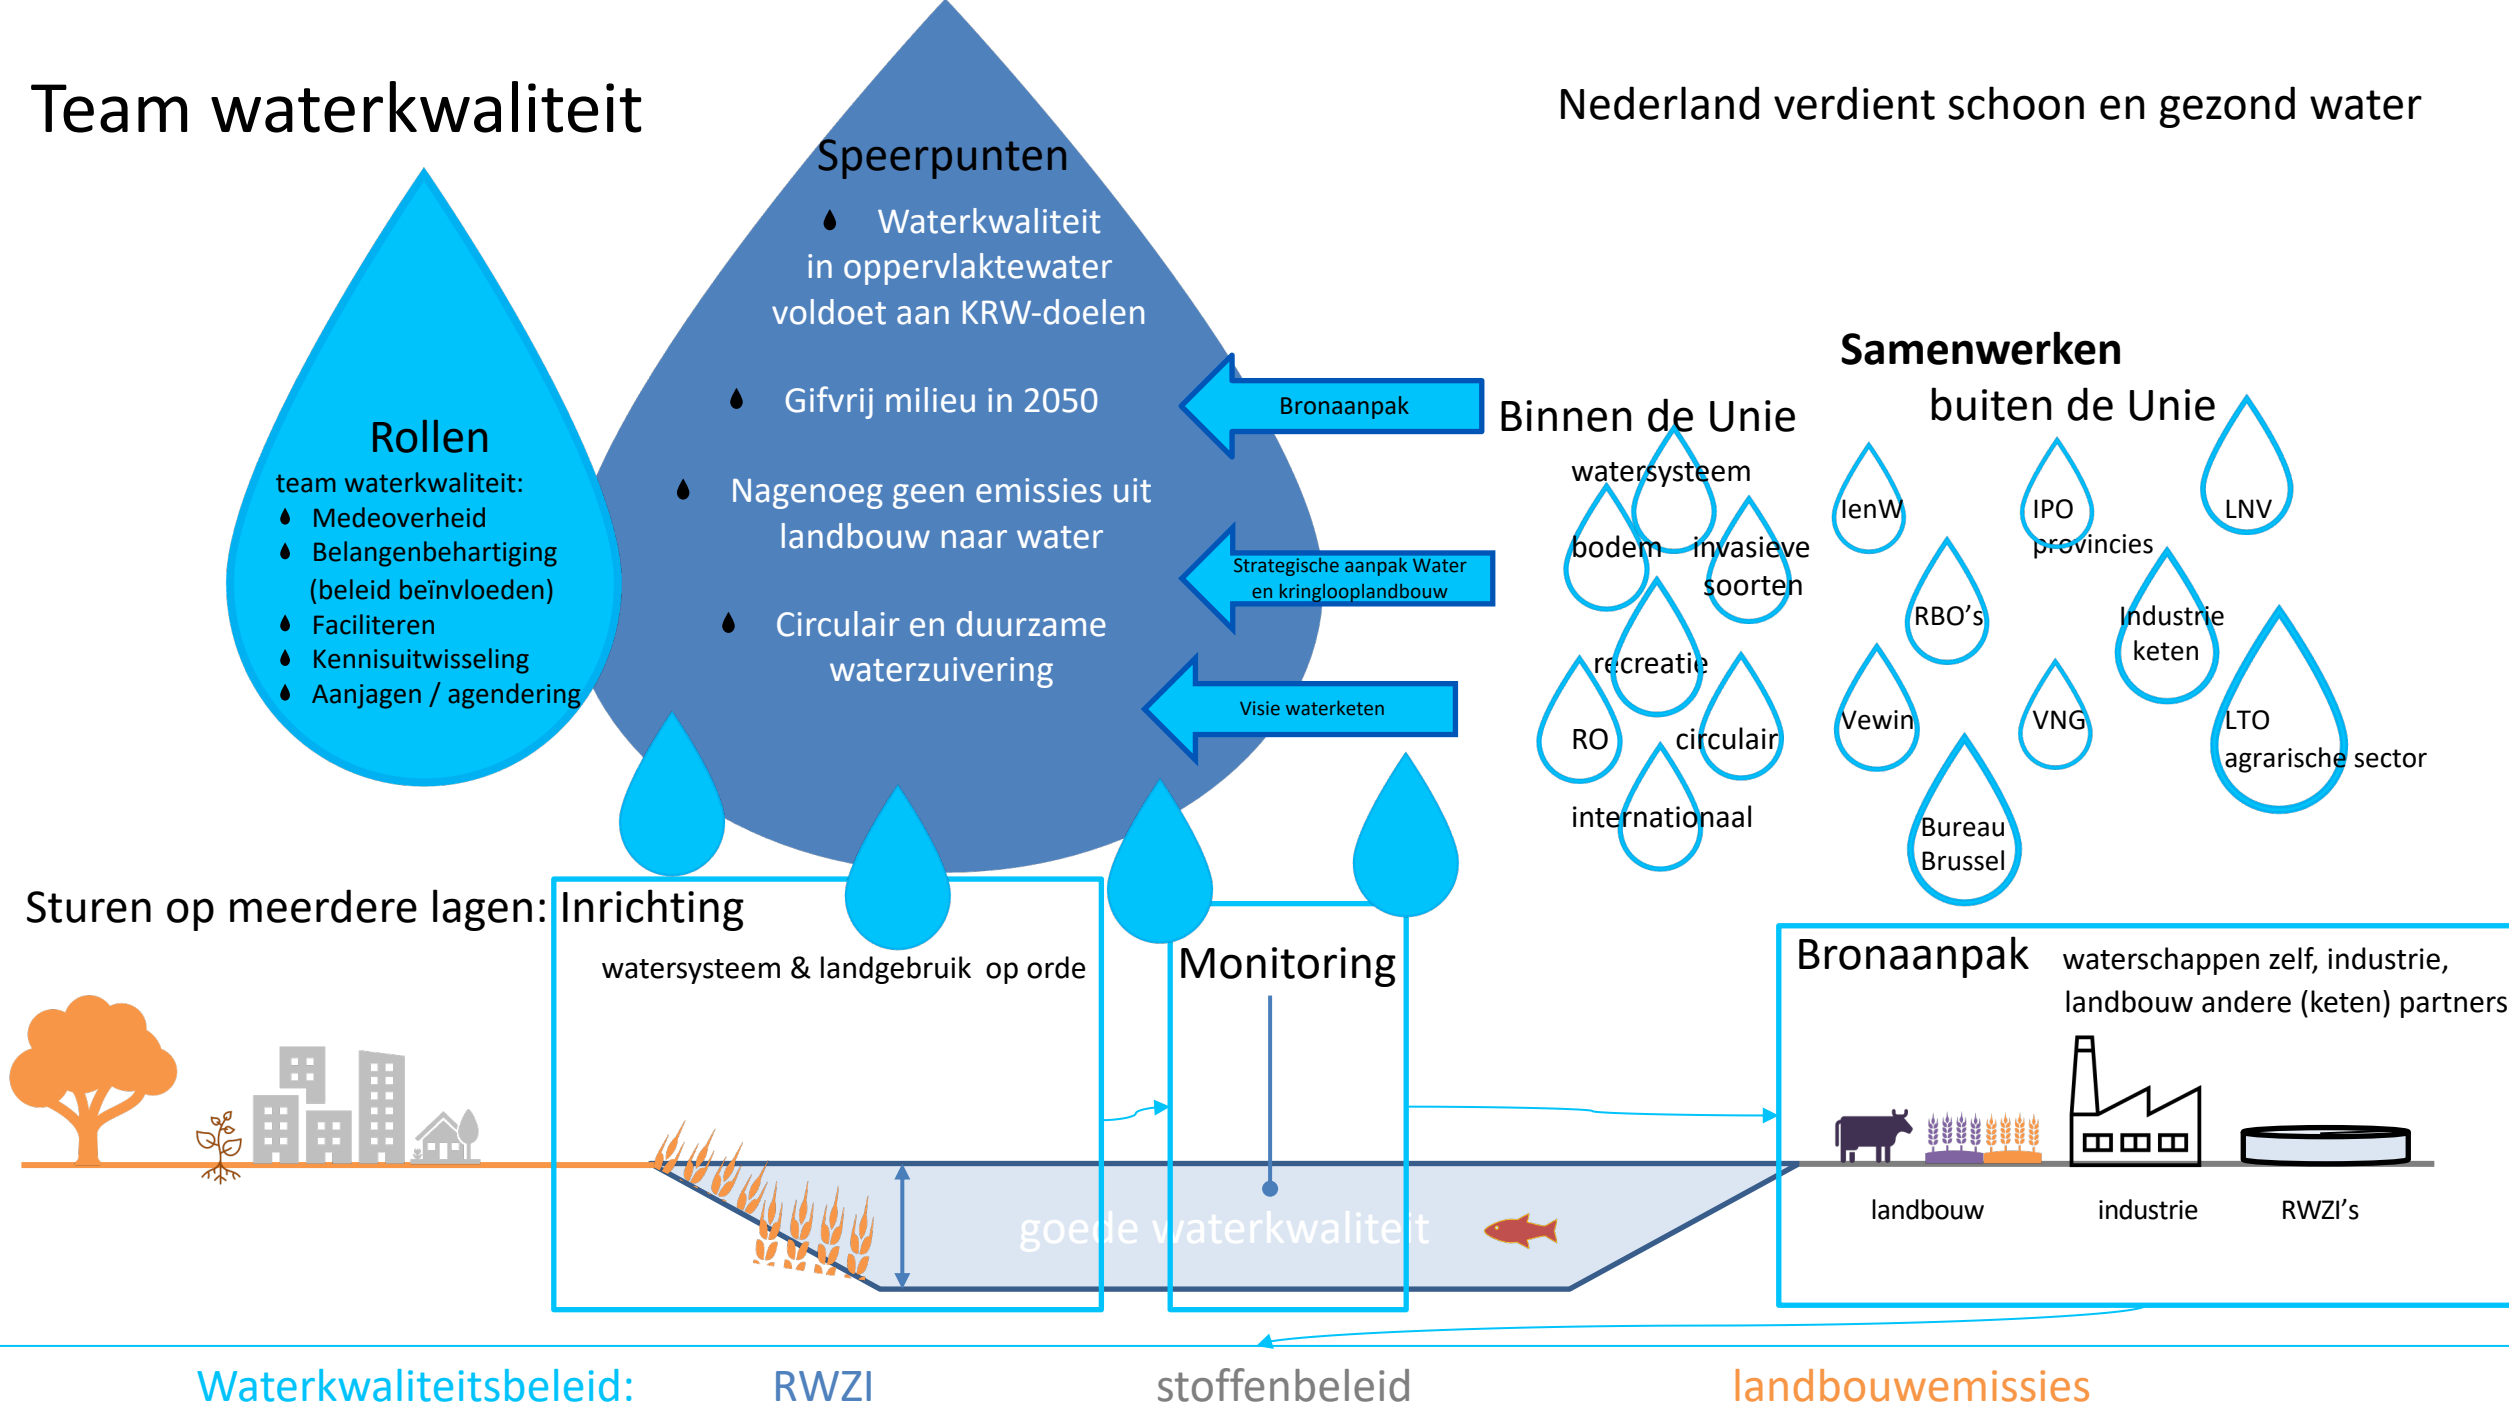 Team waterkwaliteit
Nederland verdient schoon en gezond water
Speerpunten
Waterkwaliteit
in oppervlaktewater
voldoet aan KRW-doelen
Gifvrij milieu in 2050
Nagenoeg geen emissies uit
landbouw naar water
Circulair en duurzame
waterzuivering
Rollen
team waterkwaliteit:
Medeoverheid
Belangenbehartiging
(beleid beïnvloeden)
Faciliteren
Kennisuitwisseling
Aanjagen / agendering
Bronaanpak
Strategische aanpak Water
en kringlooplandbouw
Visie waterketen
Samenwerken
Binnen de Unie
watersysteem
bodem
invasieve
soorten
recreatie
RO
circulair
internationaal
buiten de Unie
IenW
IPO
provincies
LNV
RBO's
Industrie
keten
Vewin
VNG
LTO
agrarische sector
Bureau
Brussel
Sturen op meerdere lagen: Inrichting
watersysteem & landgebruik op orde
Monitoring
Bronaanpak
waterschappen zelf, industrie,
landbouw andere (keten) partners
goede waterkwaliteit
landbouw
industrie
RWZI's
Waterkwaliteitsbeleid:
RWZI
stoffenbeleid
landbouwemissies